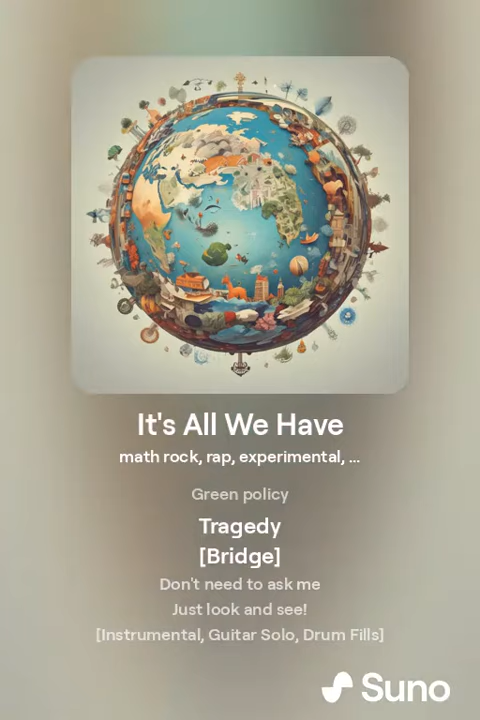 It's All We Have
math rock, rap, experimental, ...
Green policy
Tragedy
[Bridge]
Don't need to ask me
Just look and see!
[Instrumental, Guitar Solo, Drum Fills]
Suno